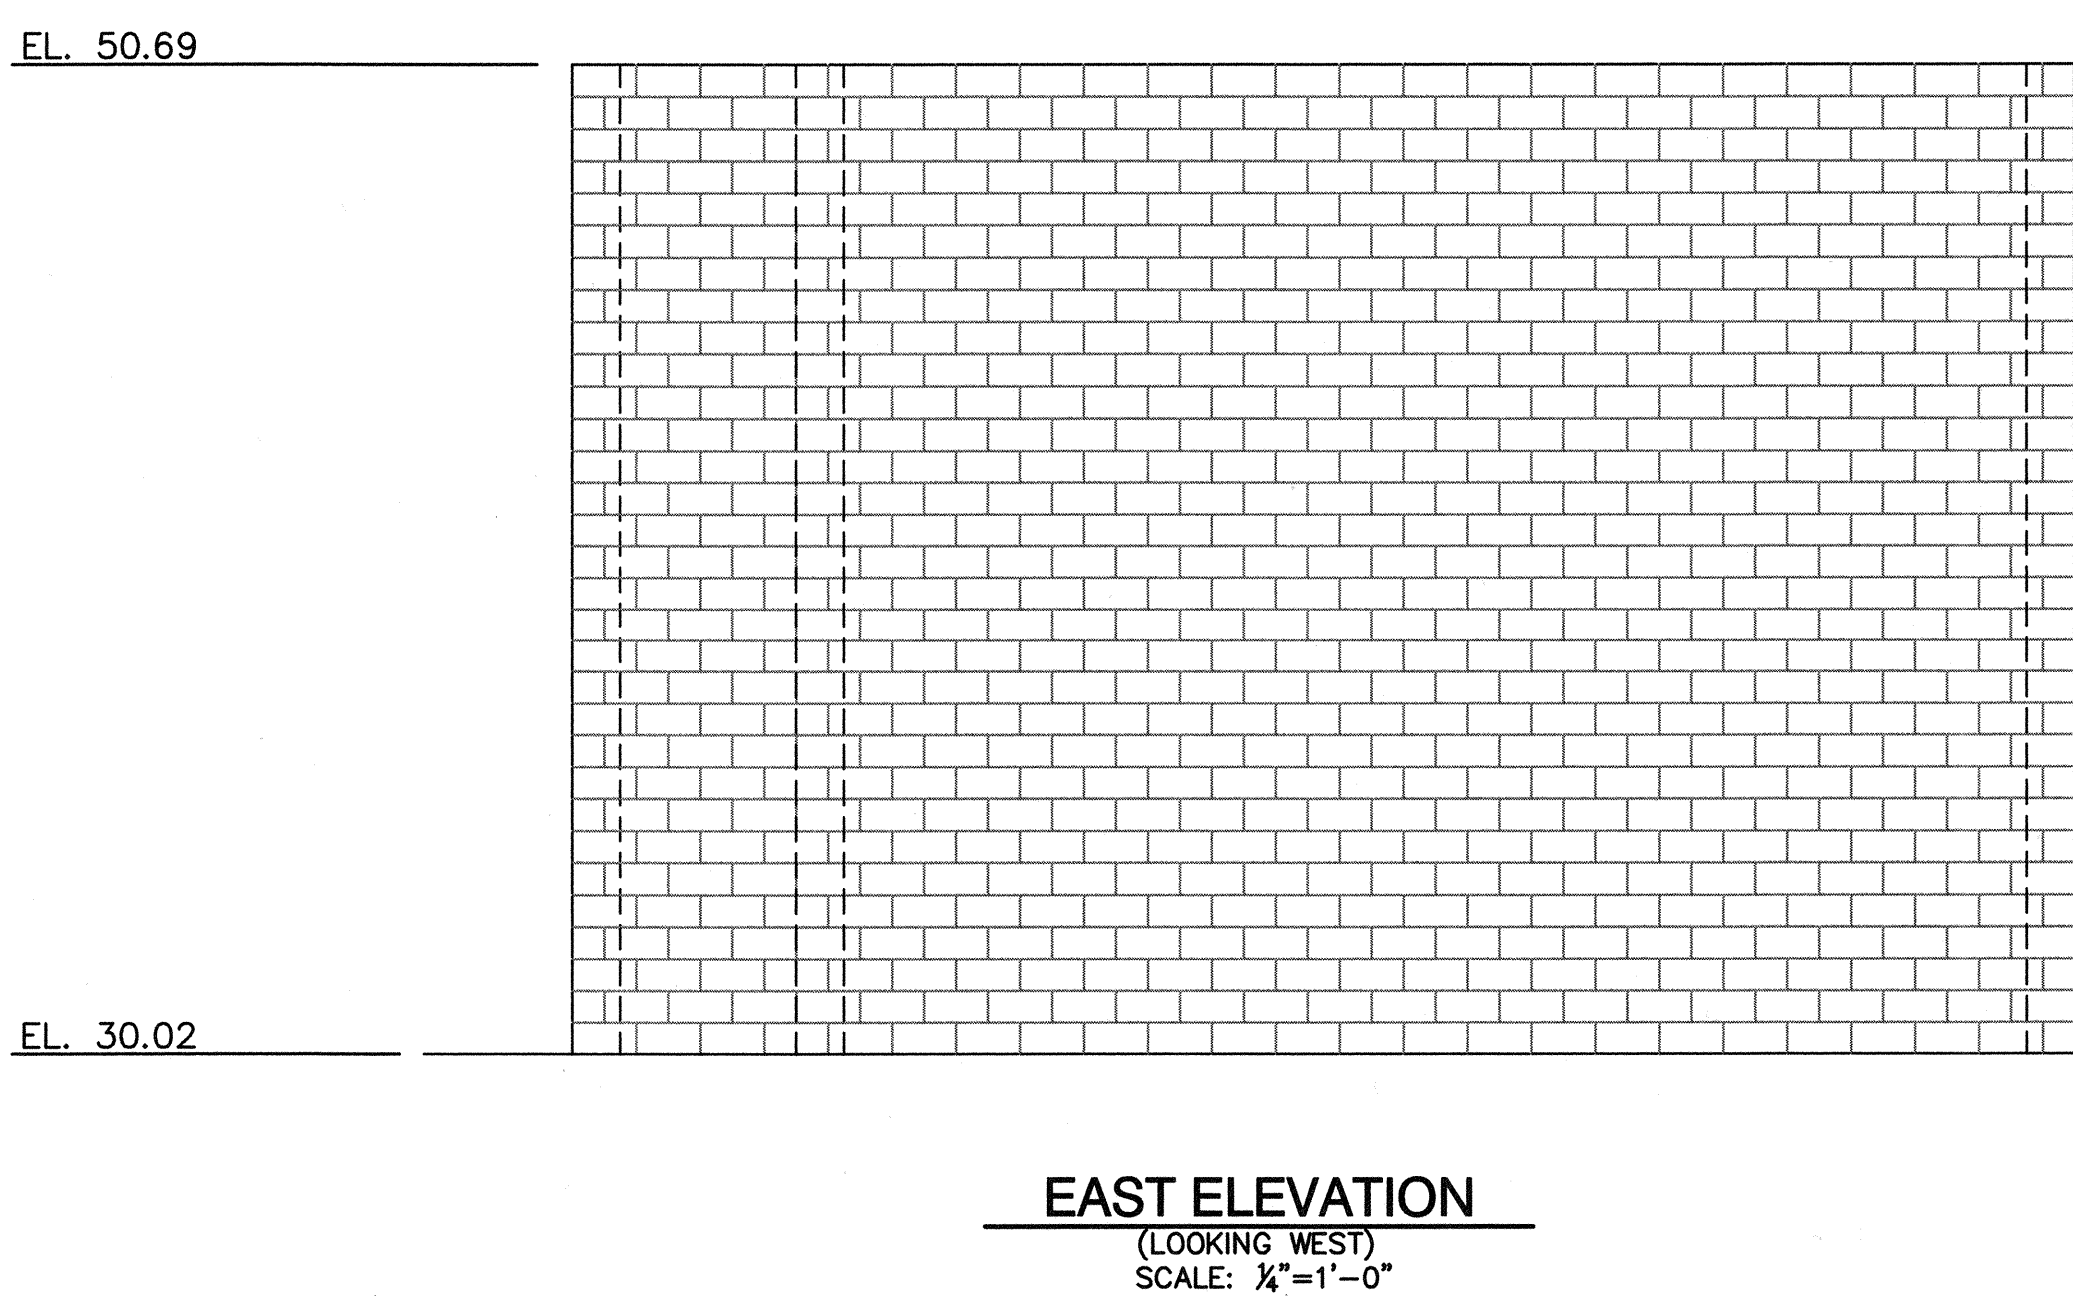 EL. 50.69
EL. 30.02
EAST ELEVATION
(LOOKING WEST)
SCALE: ¼"=1'-0"